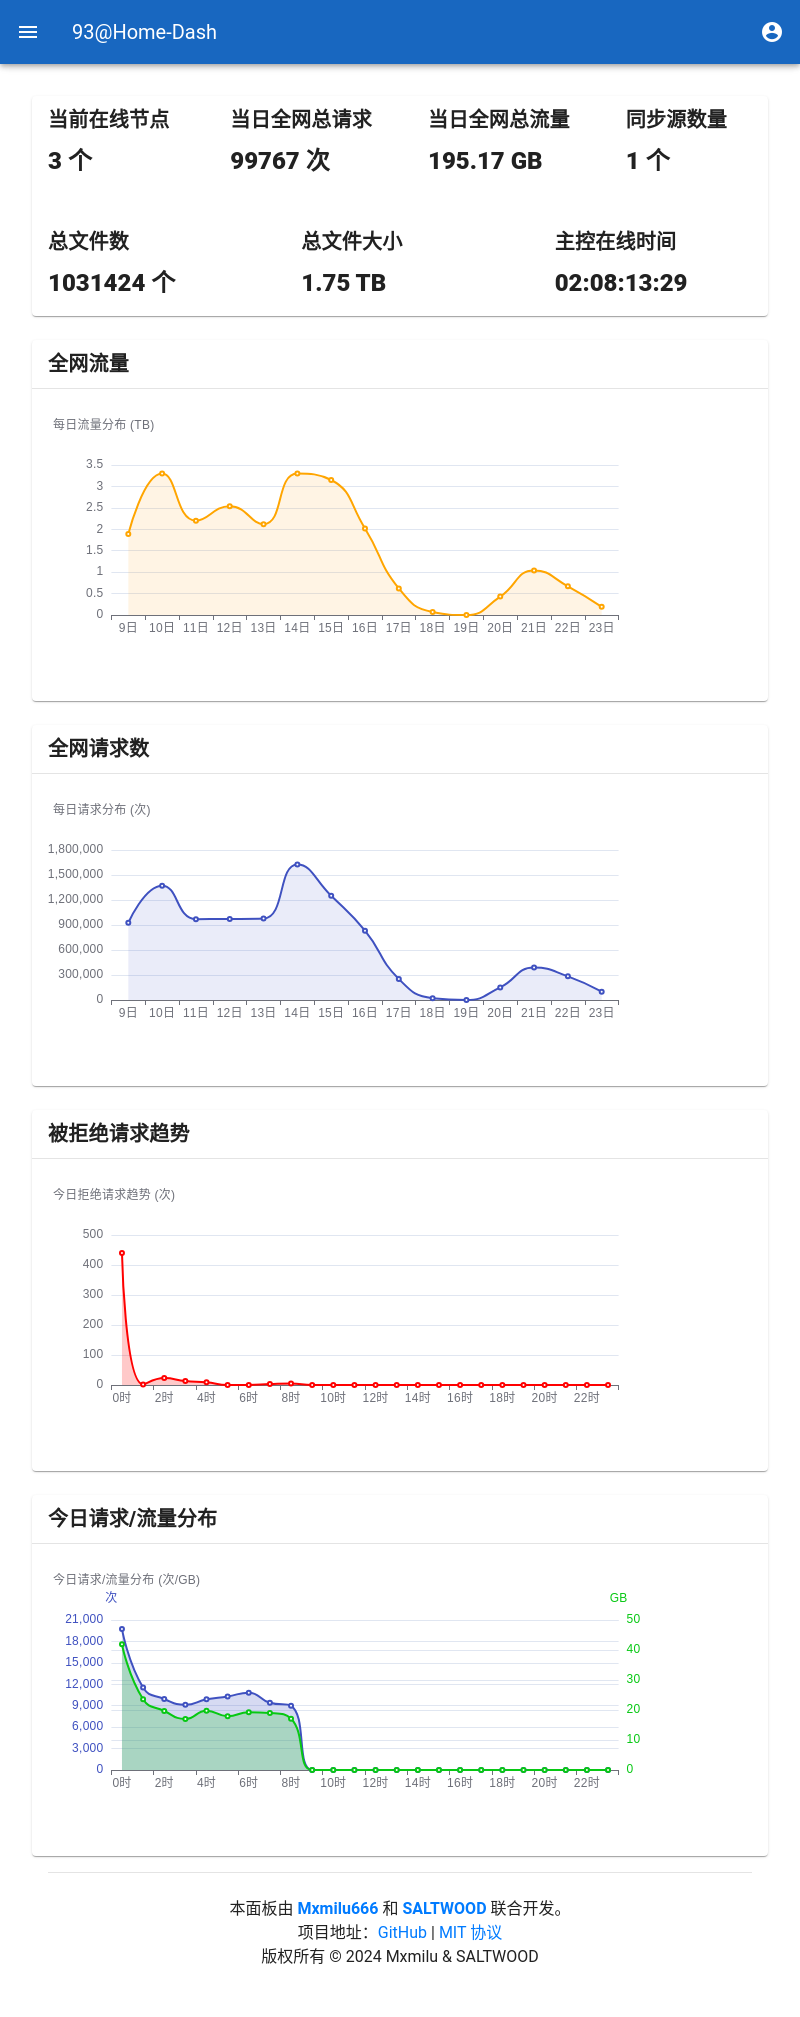 93@Home-Dash
当前在线节点 当日全网总请求 当日全网总流量 同步源数量
3 个 99767 次 195.17 GB 1 个
总文件数 总文件大小 主控在线时间
1031424 个 1.75 TB 02:08:13:29
全网流量
每日流量分布 (TB)
3.5
3
2.5
2
1.5
1
0.5
0
9日 10日 11日 12日 13日 14日 15日 16日 17日 18日 19日 20日 21日 22日 23日
全网请求数
每日请求分布 (次)
1,800,000
1,500,000
1,200,000
900,000
600,000
300,000
0
9日 10日 11日 12日 13日 14日 15日 16日 17日 18日 19日 20日 21日 22日 23日
被拒绝请求趋势
今日拒绝请求趋势 (次)
500
400
300
200
100
0
0时 2时 4时 6时 8时 10时 12时 14时 16时 18时 20时 22时
今日请求/流量分布
今日请求/流量分布 (次/GB)
次 GB
21,000 50
18,000 40
15,000 30
12,000
9,000 20
6,000 10
3,000
0 0
0时 2时 4时 6时 8时 10时 12时 14时 16时 18时 20时 22时
本面板由 Mxmilu666 和 SALTWOOD 联合开发。
项目地址：GitHub | MIT 协议
版权所有 © 2024 Mxmilu & SALTWOOD